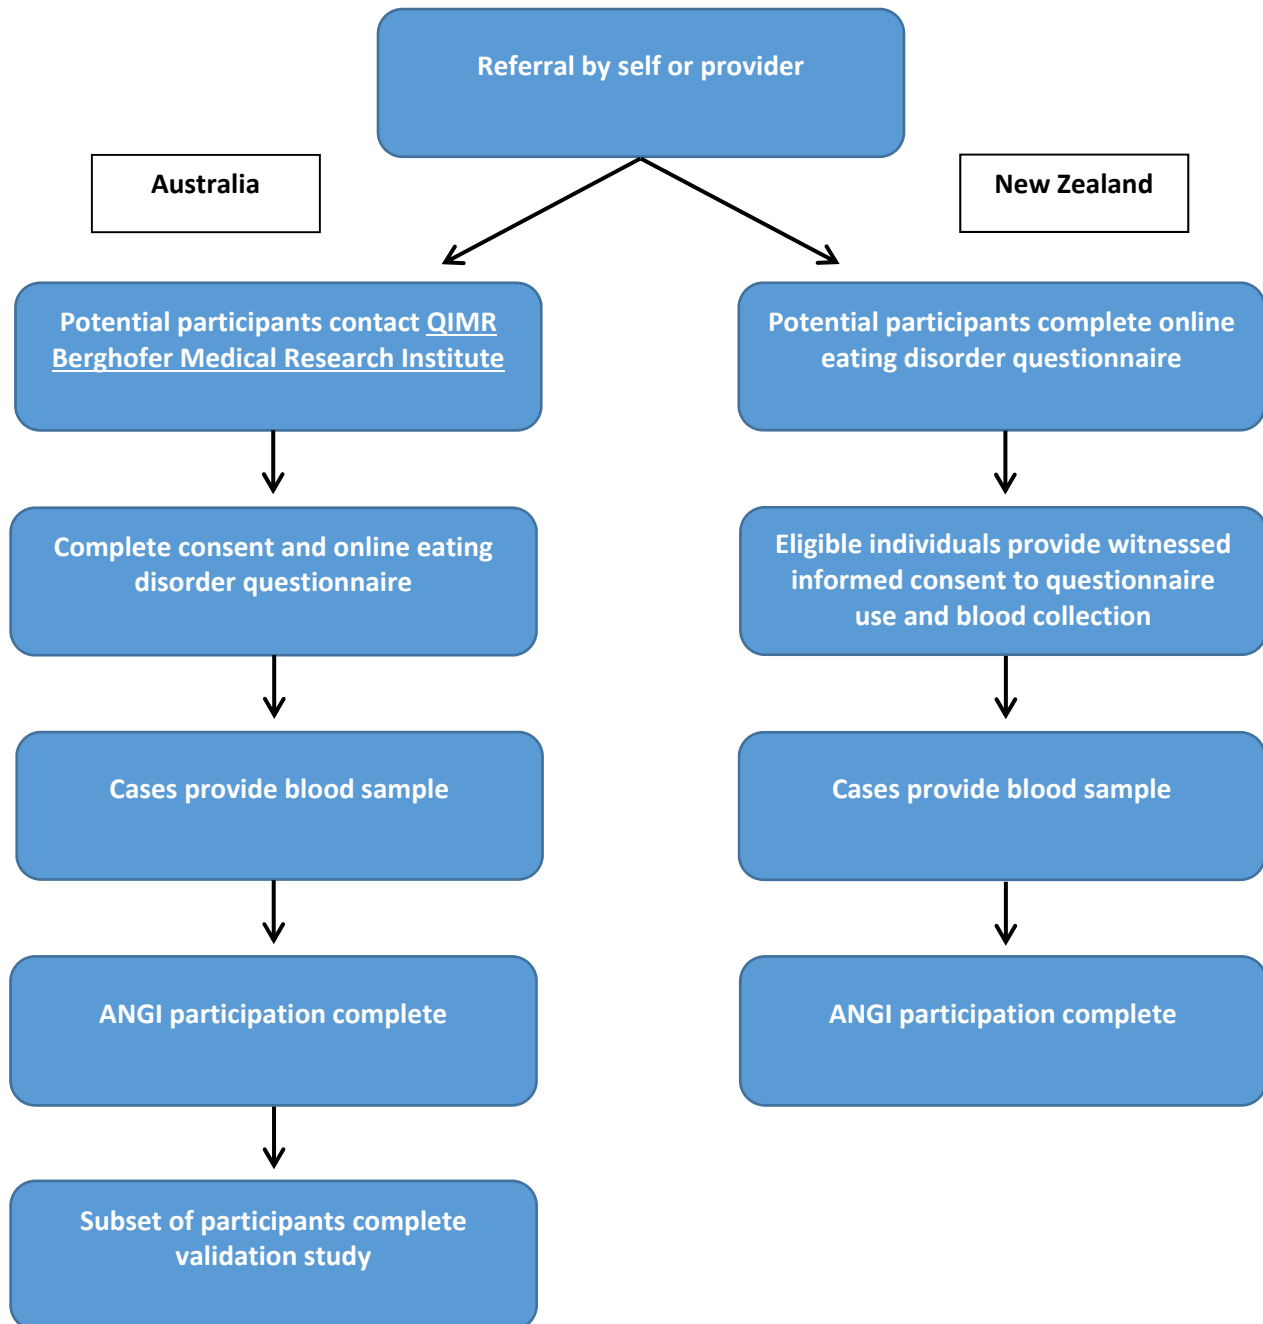 Referral by self or provider
Australia
New Zealand
Potential participants contact QIMR
Berghofer Medical Research Institute
Potential participants complete online
eating disorder questionnaire
Complete consent and online eating
disorder questionnaire
Eligible individuals provide witnessed
informed consent to questionnaire
use and blood collection
Cases provide blood sample
Cases provide blood sample
ANGI participation complete
ANGI participation complete
Subset of participants complete
validation study